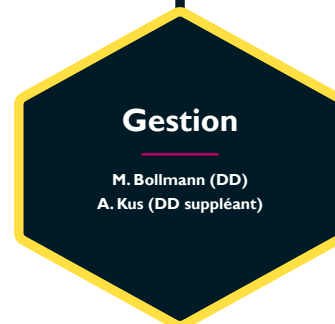 Gestion
M. Bollmann (DD)
A. Kus (DD suppléant)